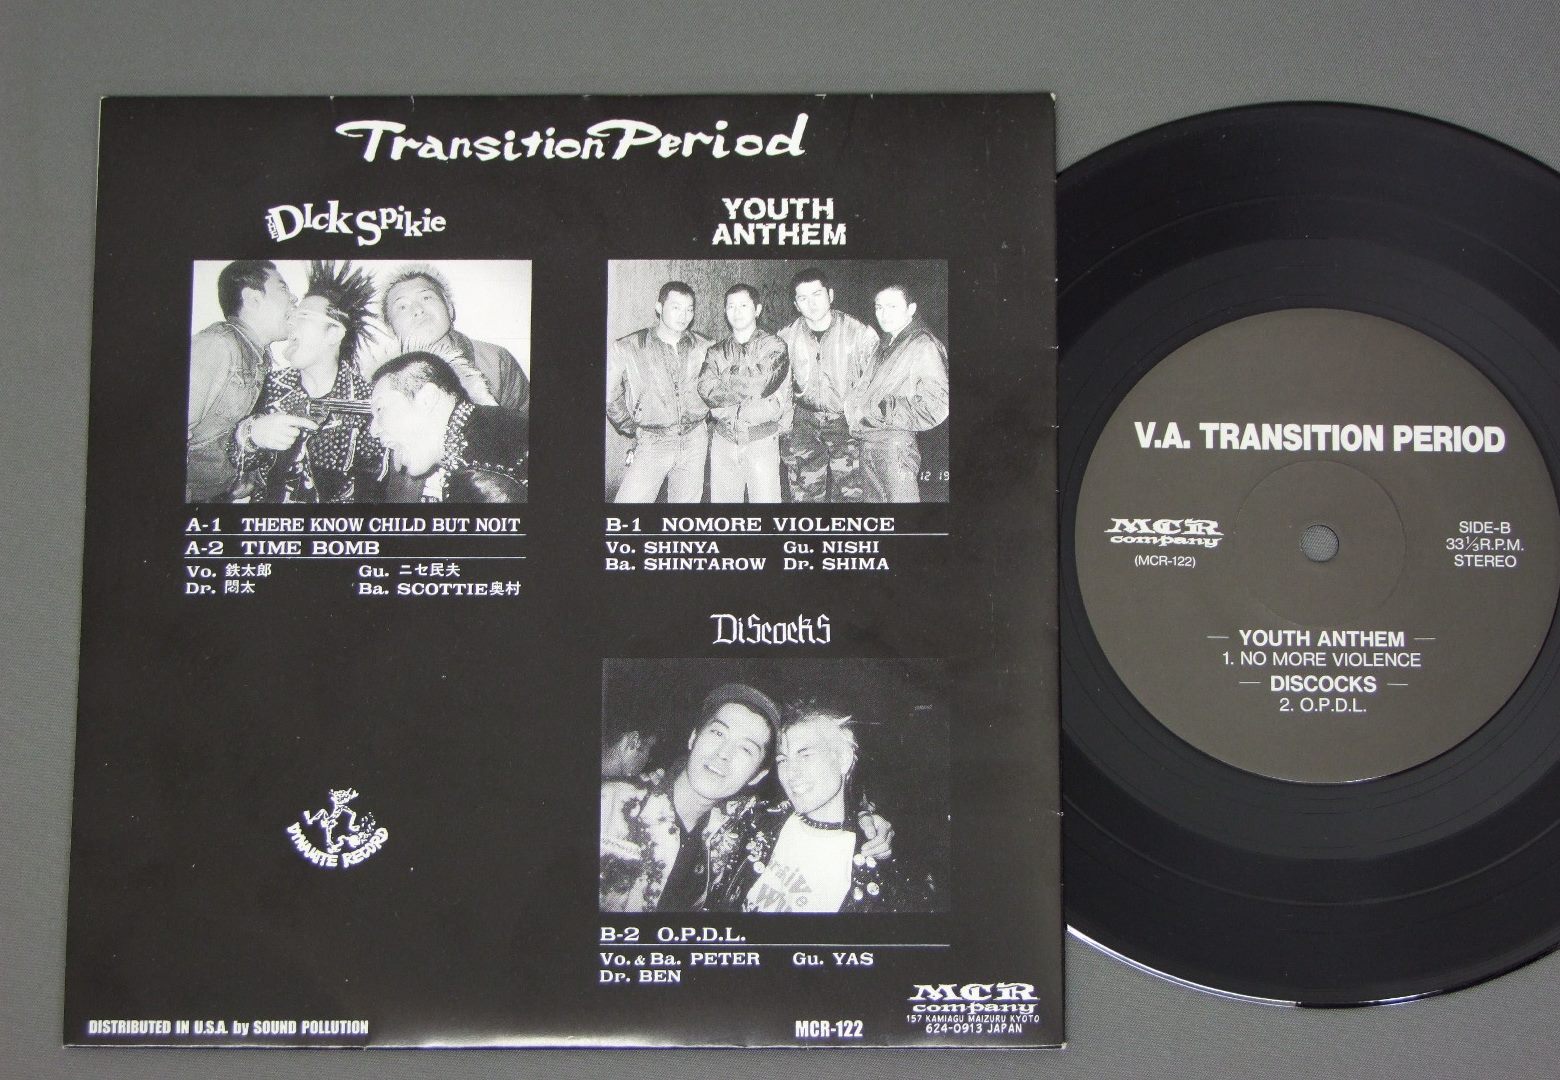 Transition Period
THE DIck Spikie
YOUTH
ANTHEM
'97 12 19
A-1 THERE KNOW CHILD BUT NOIT
A-2 TIME BOMB
Vo. 鉄太郎 Gu. ニセ民夫
Dr. 悶太 Ba. SCOTTIE奥村
B-1 NOMORE VIOLENCE
Vo. SHINYA Gu. NISHI
Ba. SHINTAROW Dr. SHIMA
DiScockS
B-2 O.P.D.L.
Vo. & Ba. PETER Gu. YAS
Dr. BEN
DYNAMITE RECORD
DISTRIBUTED IN U.S.A. by SOUND POLLUTION
MCR-122
MCR
company
157 KAMIAGU MAIZURU KYOTO
624-0913 JAPAN
V.A. TRANSITION PERIOD
MCR
company
(MCR-122)
SIDE-B
33⅓R.P.M.
STEREO
— YOUTH ANTHEM —
1. NO MORE VIOLENCE
— DISCOCKS —
2. O.P.D.L.